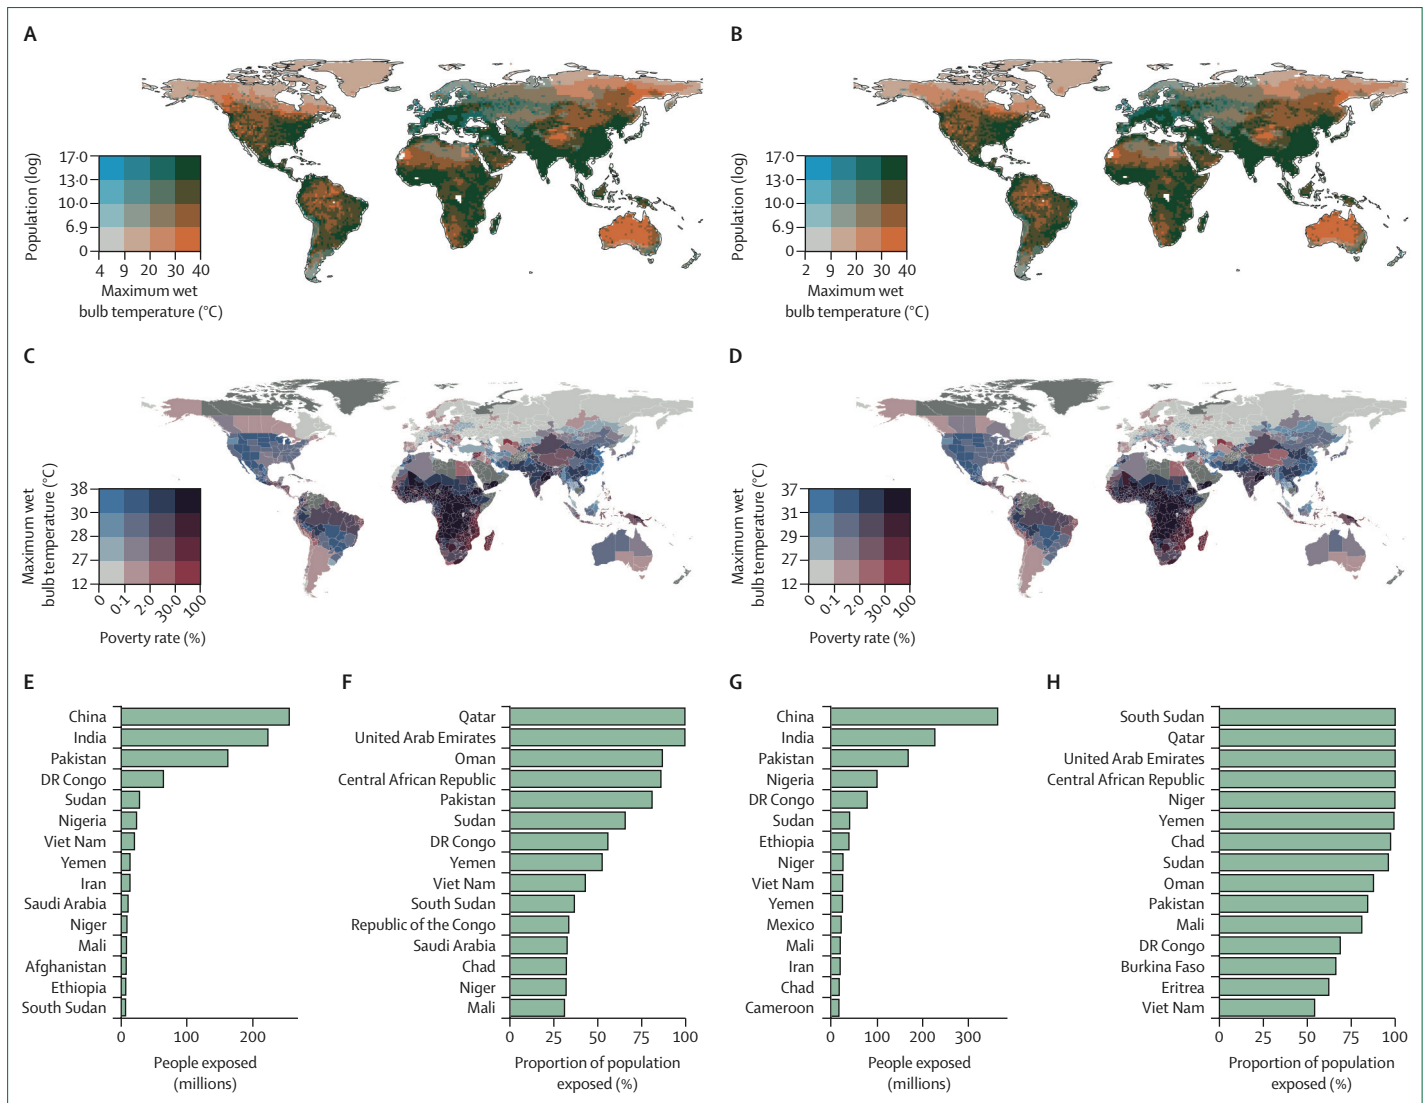 A
Population (log)
17·0
13·0
10·0
6.9
0
4 9 20 30 40
Maximum wet
bulb temperature (°C)
B
Population (log)
17·0
13·0
10·0
6.9
0
2 9 20 30 40
Maximum wet
bulb temperature (°C)
C
Maximum wet
bulb temperature (°C)
38
30
28
27
12
0 0·1 2·0 30·0 100
Poverty rate (%)
D
Maximum wet
bulb temperature (°C)
37
31
29
27
12
0 0·1 2·0 30·0 100
Poverty rate (%)
E
China
India
Pakistan
DR Congo
Sudan
Nigeria
Viet Nam
Yemen
Iran
Saudi Arabia
Niger
Mali
Afghanistan
Ethiopia
South Sudan
0 100 200
People exposed
(millions)
F
Qatar
United Arab Emirates
Oman
Central African Republic
Pakistan
Sudan
DR Congo
Yemen
Viet Nam
South Sudan
Republic of the Congo
Saudi Arabia
Chad
Niger
Mali
0 25 50 75 100
Proportion of population
exposed (%)
G
China
India
Pakistan
Nigeria
DR Congo
Sudan
Ethiopia
Niger
Viet Nam
Yemen
Mexico
Mali
Iran
Chad
Cameroon
0 100 200 300
People exposed
(millions)
H
South Sudan
Qatar
United Arab Emirates
Central African Republic
Niger
Yemen
Chad
Sudan
Oman
Pakistan
Mali
DR Congo
Burkina Faso
Eritrea
Viet Nam
0 25 50 75 100
Proportion of population
exposed (%)